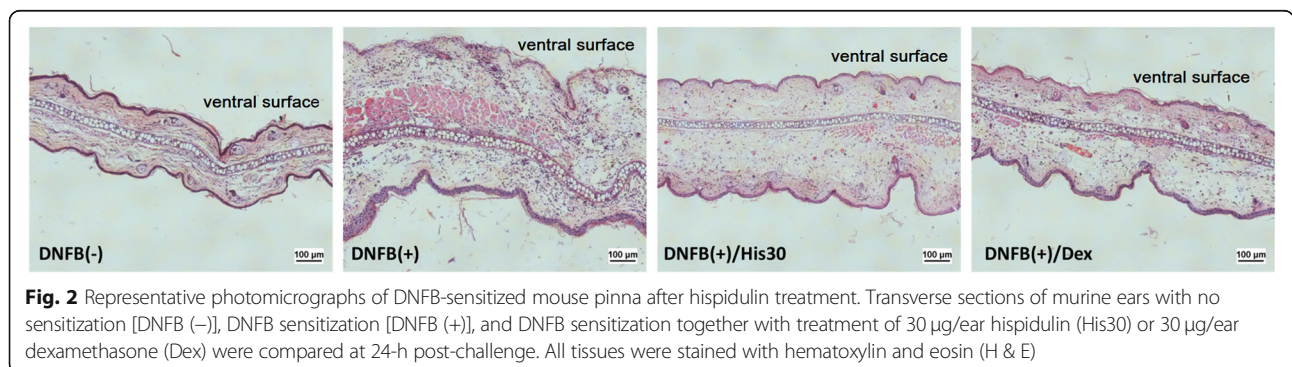 ventral surface
DNFB(-)
100 µm
ventral surface
DNFB(+)
100 µm
ventral surface
DNFB(+)/His30
100 µm
ventral surface
DNFB(+)/Dex
100 µm
Fig. 2 Representative photomicrographs of DNFB-sensitized mouse pinna after hispidulin treatment. Transverse sections of murine ears with no
sensitization [DNFB (−)], DNFB sensitization [DNFB (+)], and DNFB sensitization together with treatment of 30 μg/ear hispidulin (His30) or 30 μg/ear
dexamethasone (Dex) were compared at 24-h post-challenge. All tissues were stained with hematoxylin and eosin (H & E)